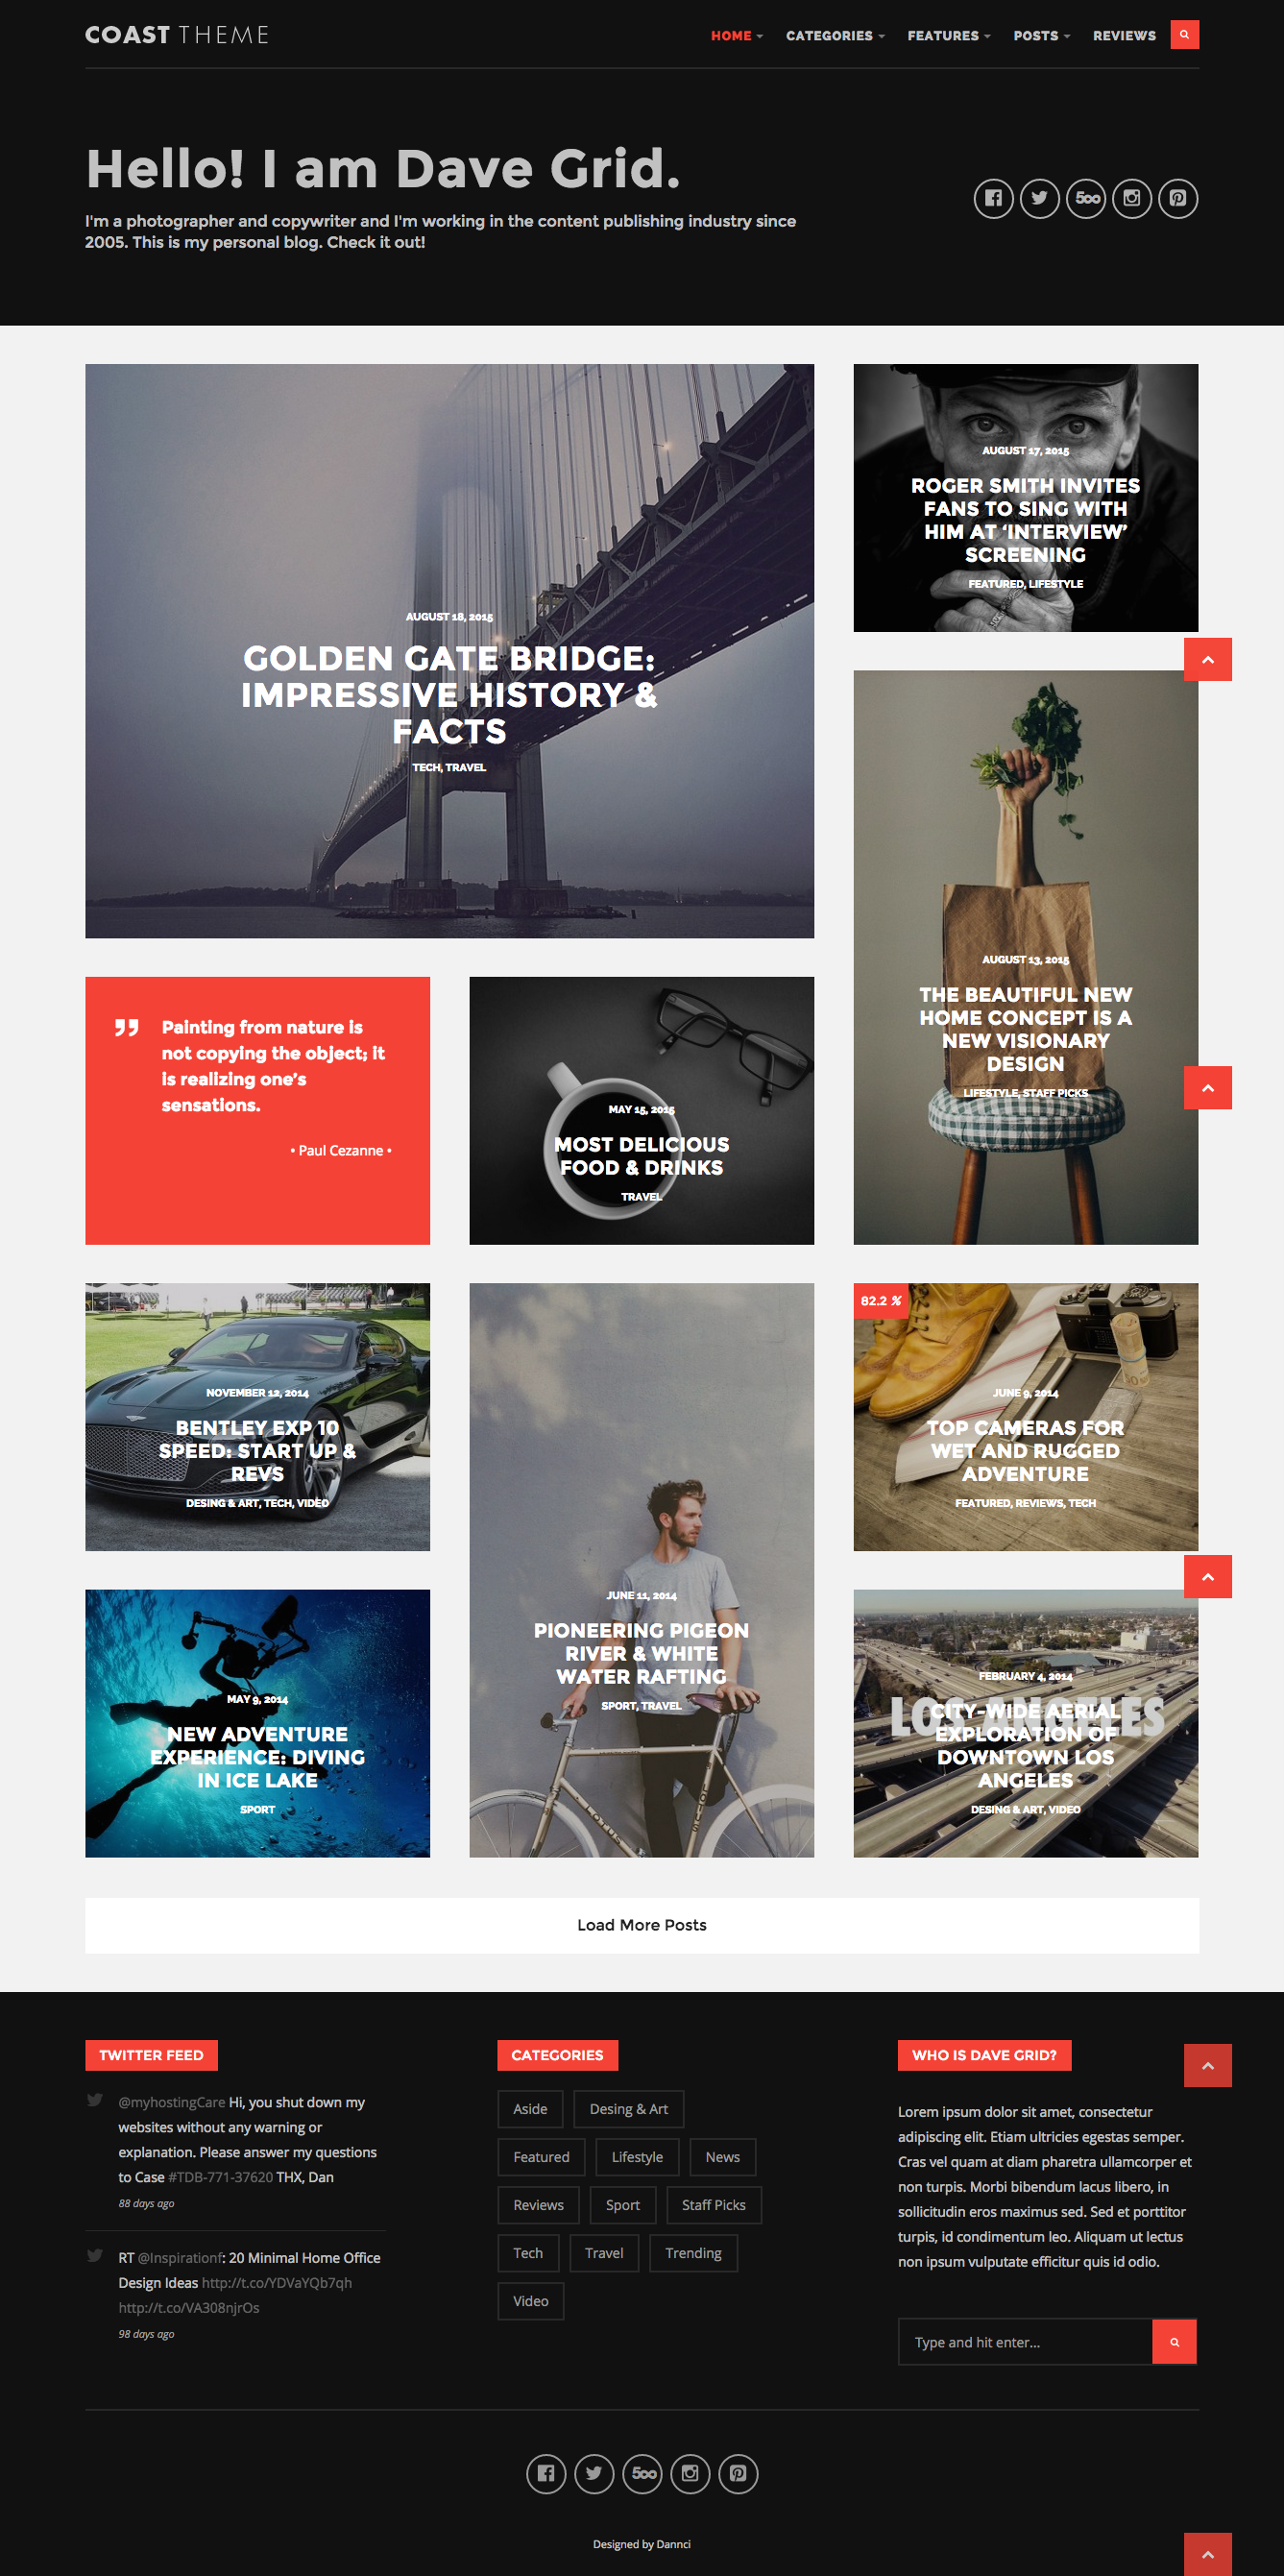 COAST THEME
HOME CATEGORIES FEATURES POSTS REVIEWS
Hello! I am Dave Grid.
I'm a photographer and copywriter and I'm working in the content publishing industry since
2005. This is my personal blog. Check it out!
500
AUGUST 18, 2015
GOLDEN GATE BRIDGE:
IMPRESSIVE HISTORY &
FACTS
TECH, TRAVEL
AUGUST 17, 2015
ROGER SMITH INVITES
FANS TO SING WITH
HIM AT ‘INTERVIEW’
SCREENING
FEATURED, LIFESTYLE
AUGUST 13, 2015
THE BEAUTIFUL NEW
HOME CONCEPT IS A
NEW VISIONARY
DESIGN
LIFESTYLE, STAFF PICKS
Painting from nature is
not copying the object; it
is realizing one’s
sensations.
• Paul Cezanne •
MAY 15, 2015
MOST DELICIOUS
FOOD & DRINKS
TRAVEL
NOVEMBER 12, 2014
BENTLEY EXP 10
SPEED: START UP &
REVS
DESING & ART, TECH, VIDEO
JUNE 11, 2014
PIONEERING PIGEON
RIVER & WHITE
WATER RAFTING
SPORT, TRAVEL
LOTUS
82.2 %
JUNE 9, 2014
TOP CAMERAS FOR
WET AND RUGGED
ADVENTURE
FEATURED, REVIEWS, TECH
MAY 9, 2014
NEW ADVENTURE
EXPERIENCE: DIVING
IN ICE LAKE
SPORT
FEBRUARY 4, 2014
LOS ANGELES
CITY-WIDE AERIAL
EXPLORATION OF
DOWNTOWN LOS
ANGELES
DESING & ART, VIDEO
Load More Posts
TWITTER FEED
@myhostingCare Hi, you shut down my
websites without any warning or
explanation. Please answer my questions
to Case #TDB-771-37620 THX, Dan
88 days ago
RT @Inspirationf: 20 Minimal Home Office
Design Ideas http://t.co/YDVaYQb7qh
http://t.co/VA308njrOs
98 days ago
CATEGORIES
Aside Desing & Art
Featured Lifestyle News
Reviews Sport Staff Picks
Tech Travel Trending
Video
WHO IS DAVE GRID?
Lorem ipsum dolor sit amet, consectetur
adipiscing elit. Etiam ultricies egestas semper.
Cras vel quam at diam pharetra ullamcorper et
non turpis. Morbi bibendum lacus libero, in
sollicitudin eros maximus sed. Sed et porttitor
turpis, id condimentum leo. Aliquam ut lectus
non ipsum vulputate efficitur quis id odio.
Type and hit enter...
500
Designed by Dannci